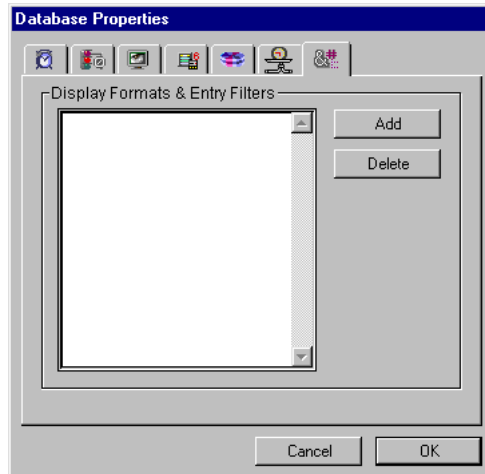 Database Properties
&#
Display Formats & Entry Filters
Add
Delete
Cancel
OK